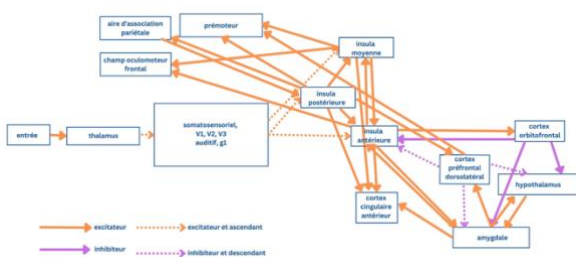 aire d'association
pariétale
prémoteur
insula
moyenne
champ oculomoteur
frontal
insula
postérieure
cortex
orbitofrontal
somatosensoriel,
V1, V2, V3
auditif, g1
entrée
thalamus
insula
antérieure
cortex
préfrontal
dorsolatéral
hypothalamus
cortex
cingulaire
antérieur
amygdale
excitateur
excitateur et ascendant
inhibiteur
inhibiteur et descendant